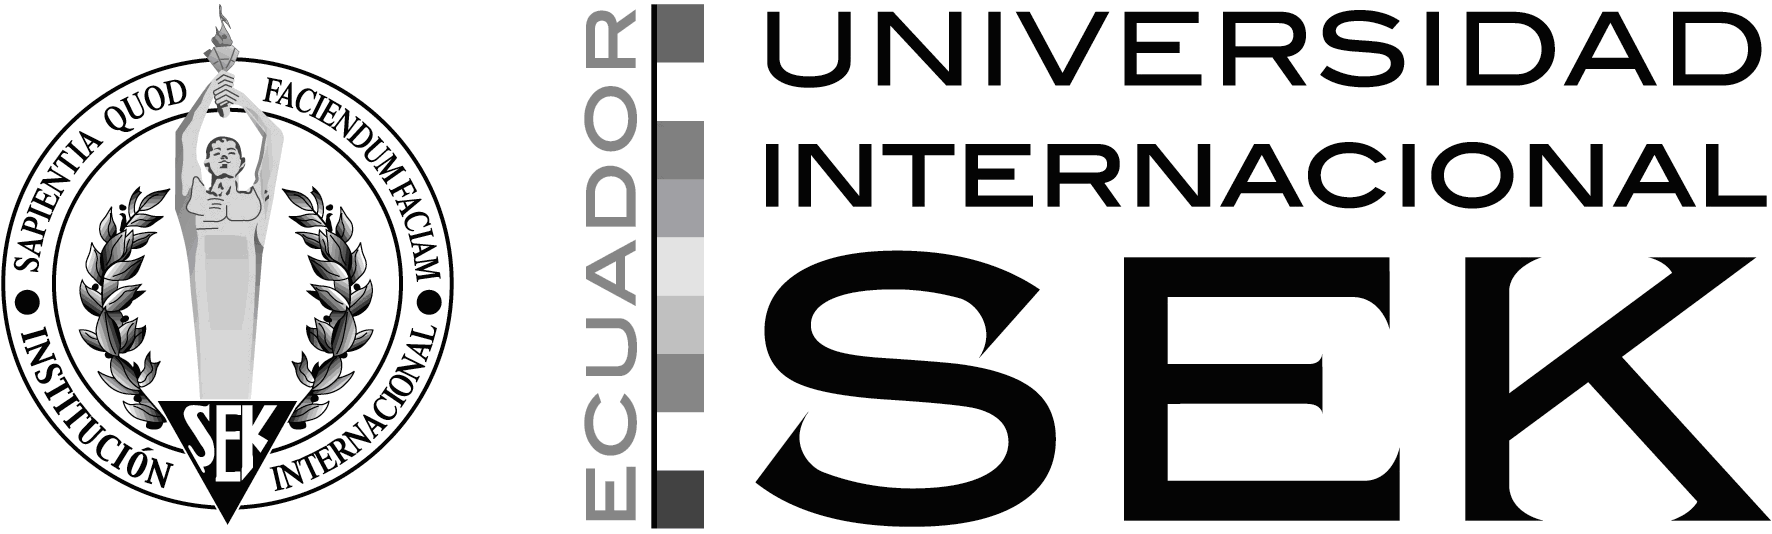 SAPIENTIA QUOD FACIENDUM FACIAM
INSTITUCIÓN INTERNACIONAL
SEK
ECUADOR
UNIVERSIDAD
INTERNACIONAL
SEK